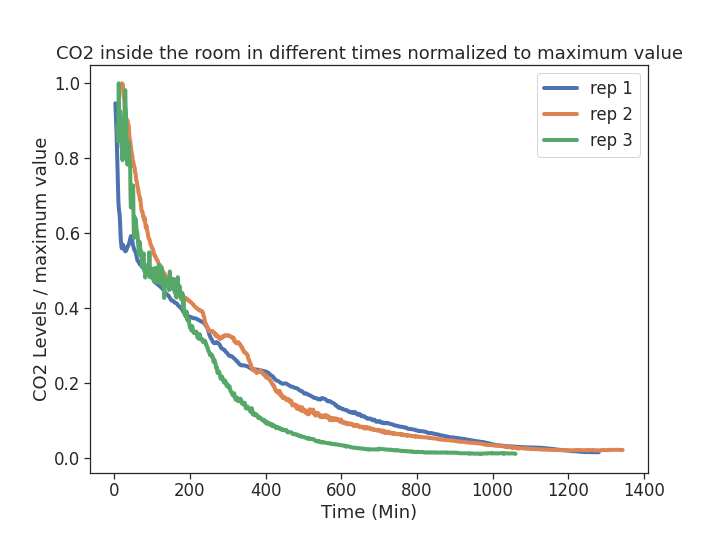 CO2 inside the room in different times normalized to maximum value
rep 1
rep 2
rep 3
CO2 Levels / maximum value
1.0
0.8
0.6
0.4
0.2
0.0
0 200 400 600 800 1000 1200 1400
Time (Min)